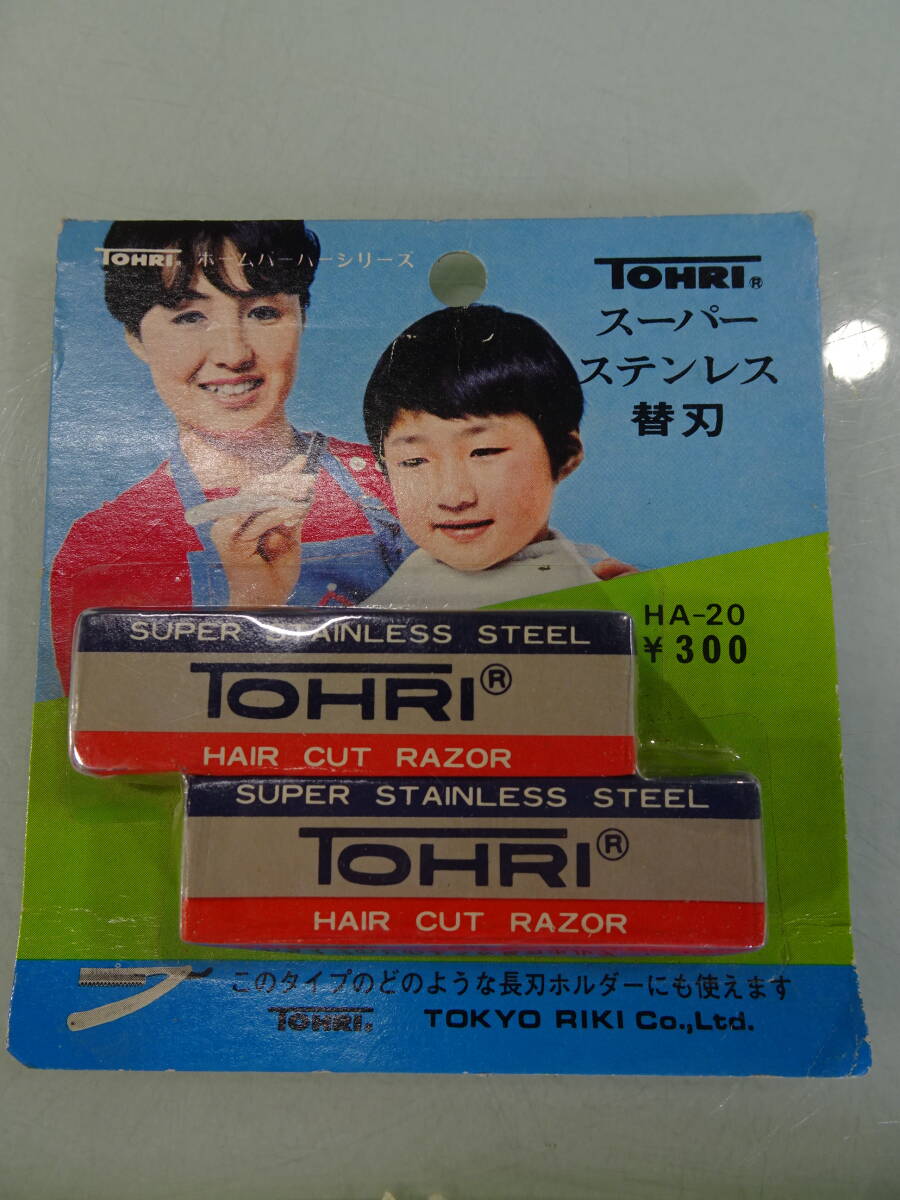 TOHRI® ホームバーバーシリーズ
TOHRI®
スーパー
ステンレス
替刃
HA-20
¥300
SUPER STAINLESS STEEL
TOHRI®
HAIR CUT RAZOR
SUPER STAINLESS STEEL
TOHRI®
HAIR CUT RAZOR
このタイプのどのような長刃ホルダーにも使えます
TOHRI® TOKYO RIKI Co.,Ltd.